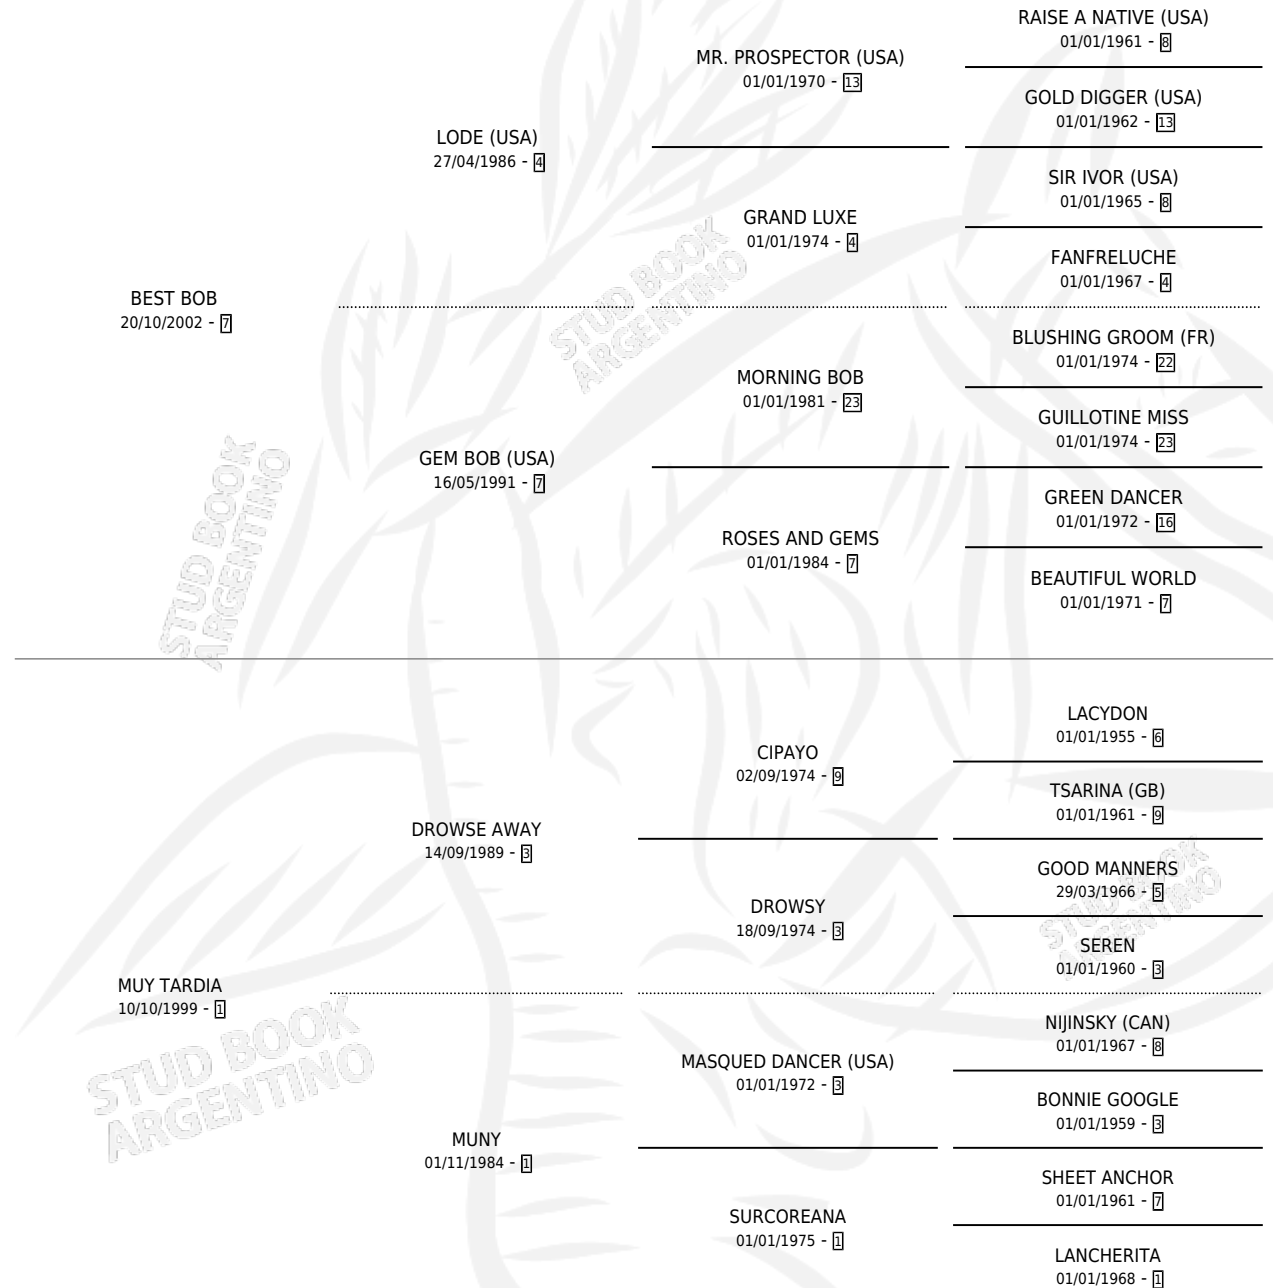 RAISE A NATIVE (USA)
01/01/1961 - 8
MR. PROSPECTOR (USA)
01/01/1970 - 13
GOLD DIGGER (USA)
01/01/1962 - 13
LODE (USA)
27/04/1986 - 4
SIR IVOR (USA)
01/01/1965 - 8
GRAND LUXE
01/01/1974 - 4
FANFRELUCHE
01/01/1967 - 4
BEST BOB
20/10/2002 - 7
BLUSHING GROOM (FR)
01/01/1974 - 22
MORNING BOB
01/01/1981 - 23
GUILLOTINE MISS
01/01/1974 - 23
GEM BOB (USA)
16/05/1991 - 7
GREEN DANCER
01/01/1972 - 16
ROSES AND GEMS
01/01/1984 - 7
BEAUTIFUL WORLD
01/01/1971 - 7
LACYDON
01/01/1955 - 6
CIPAYO
02/09/1974 - 9
TSARINA (GB)
01/01/1961 - 9
DROWSE AWAY
14/09/1989 - 3
GOOD MANNERS
29/03/1966 - 5
DROWSY
18/09/1974 - 3
SEREN
01/01/1960 - 3
MUY TARDIA
10/10/1999 - 1
NIJINSKY (CAN)
01/01/1967 - 8
MASQUED DANCER (USA)
01/01/1972 - 3
BONNIE GOOGLE
01/01/1959 - 3
MUNY
01/11/1984 - 1
SHEET ANCHOR
01/01/1961 - 7
SURCOREANA
01/01/1975 - 1
LANCHERITA
01/01/1968 - 1
STUD BOOK
ARGENTINO
STUD BOOK
ARGENTINO
STUD BOOK
ARGENTINO
STUD BOOK
ARGENTINO